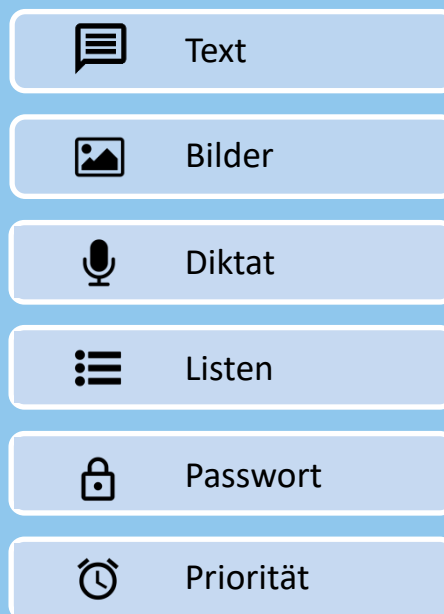 Text
Bilder
Diktat
Listen
Passwort
Priorität